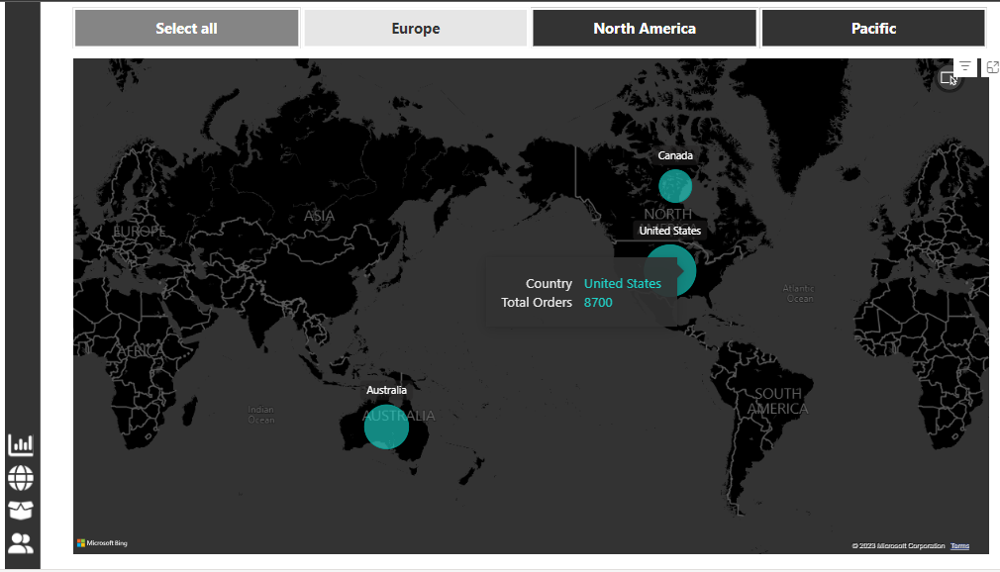 Select all
Europe
North America
Pacific
Canada
ASIA
NORTH
EUROPE
United States
Country United States
Total Orders 8700
Atlantic
Ocean
AFRICA
Australia
SOUTH
AMERICA
Indian
Ocean
AUSTRALIA
Microsoft Bing
© 2023 Microsoft Corporation Terms